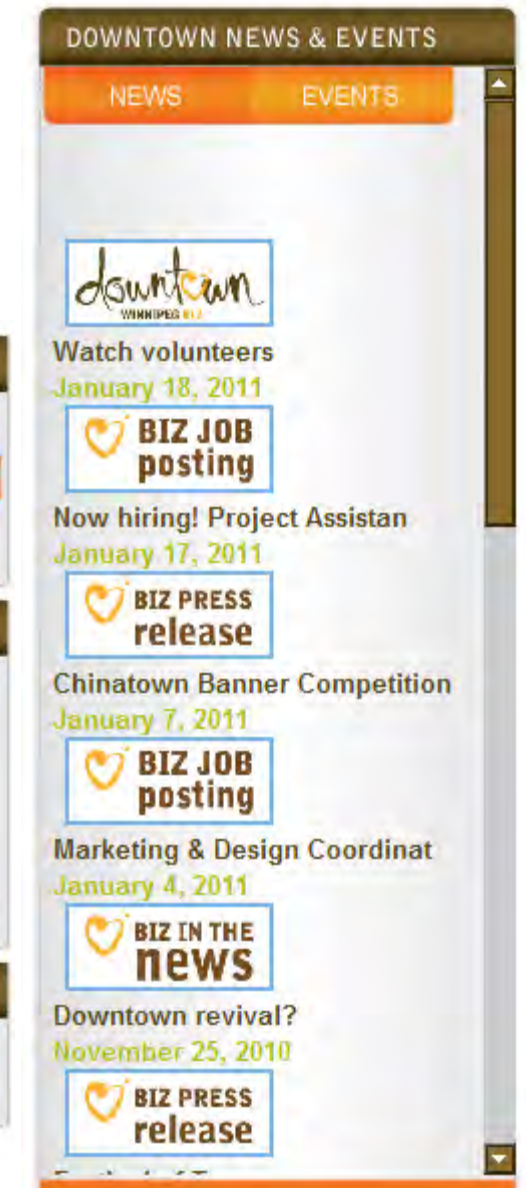 DOWNTOWN NEWS & EVENTS
NEWS EVENTS
downtown
WINNIPEG BIZ
Watch volunteers
January 18, 2011
BIZ JOB
posting
Now hiring! Project Assistan
January 17, 2011
BIZ PRESS
release
Chinatown Banner Competition
January 7, 2011
BIZ JOB
posting
Marketing & Design Coordinat
January 4, 2011
BIZ IN THE
news
Downtown revival?
November 25, 2010
BIZ PRESS
release